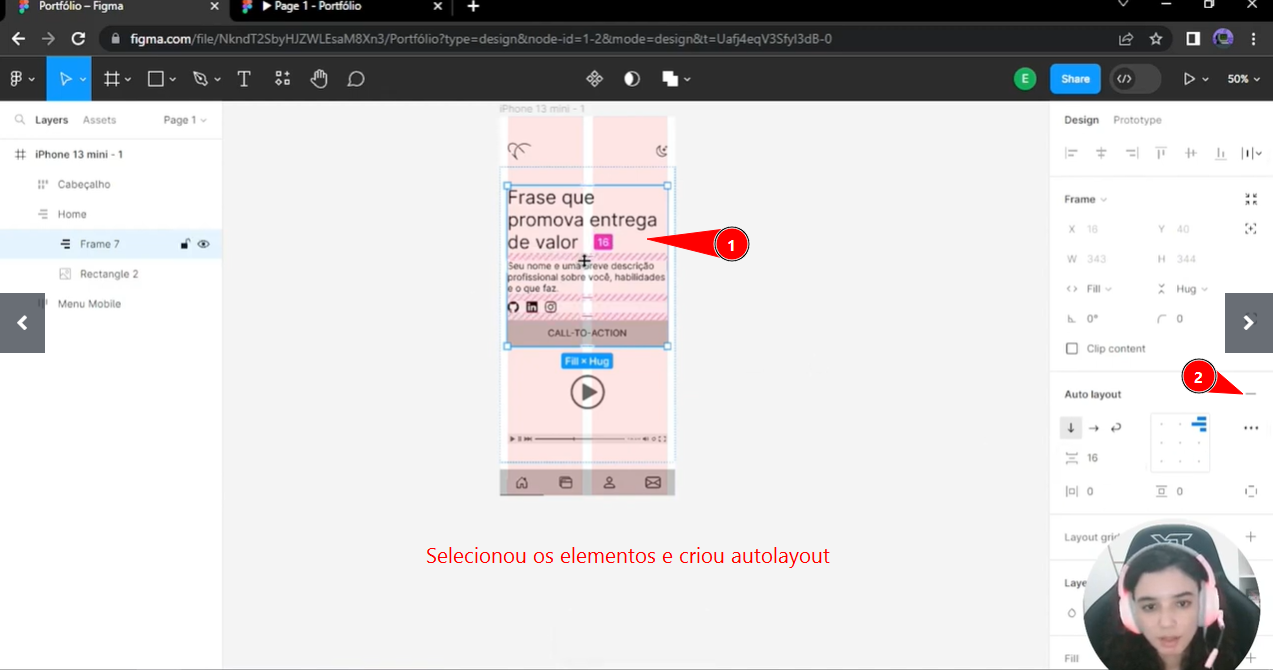 Portfólio – Figma
Page 1 - Portfólio
figma.com/file/NkndT2SbyHJZWLEsaM8Xn3/Portfólio?type=design&node-id=1-2&mode=design&t=Uafj4eqV3SfyI3dB-0
E
Share
50%
Layers
Assets
Page 1
iPhone 13 mini - 1
Cabeçalho
Home
Frame 7
Rectangle 2
Menu Mobile
iPhone 13 mini - 1
Frase que
promova entrega
de valor
16
1
Seu nome e uma breve descrição
profissional sobre você, habilidades
e o que faz.
CALL-TO-ACTION
Fill × Hug
Selecionou os elementos e criou autolayout
Design
Prototype
Frame
X 16
Y 40
W 343
H 344
Fill
Hug
0°
0
Clip content
2
Auto layout
16
0
0
Layout grid
Laye
Fill